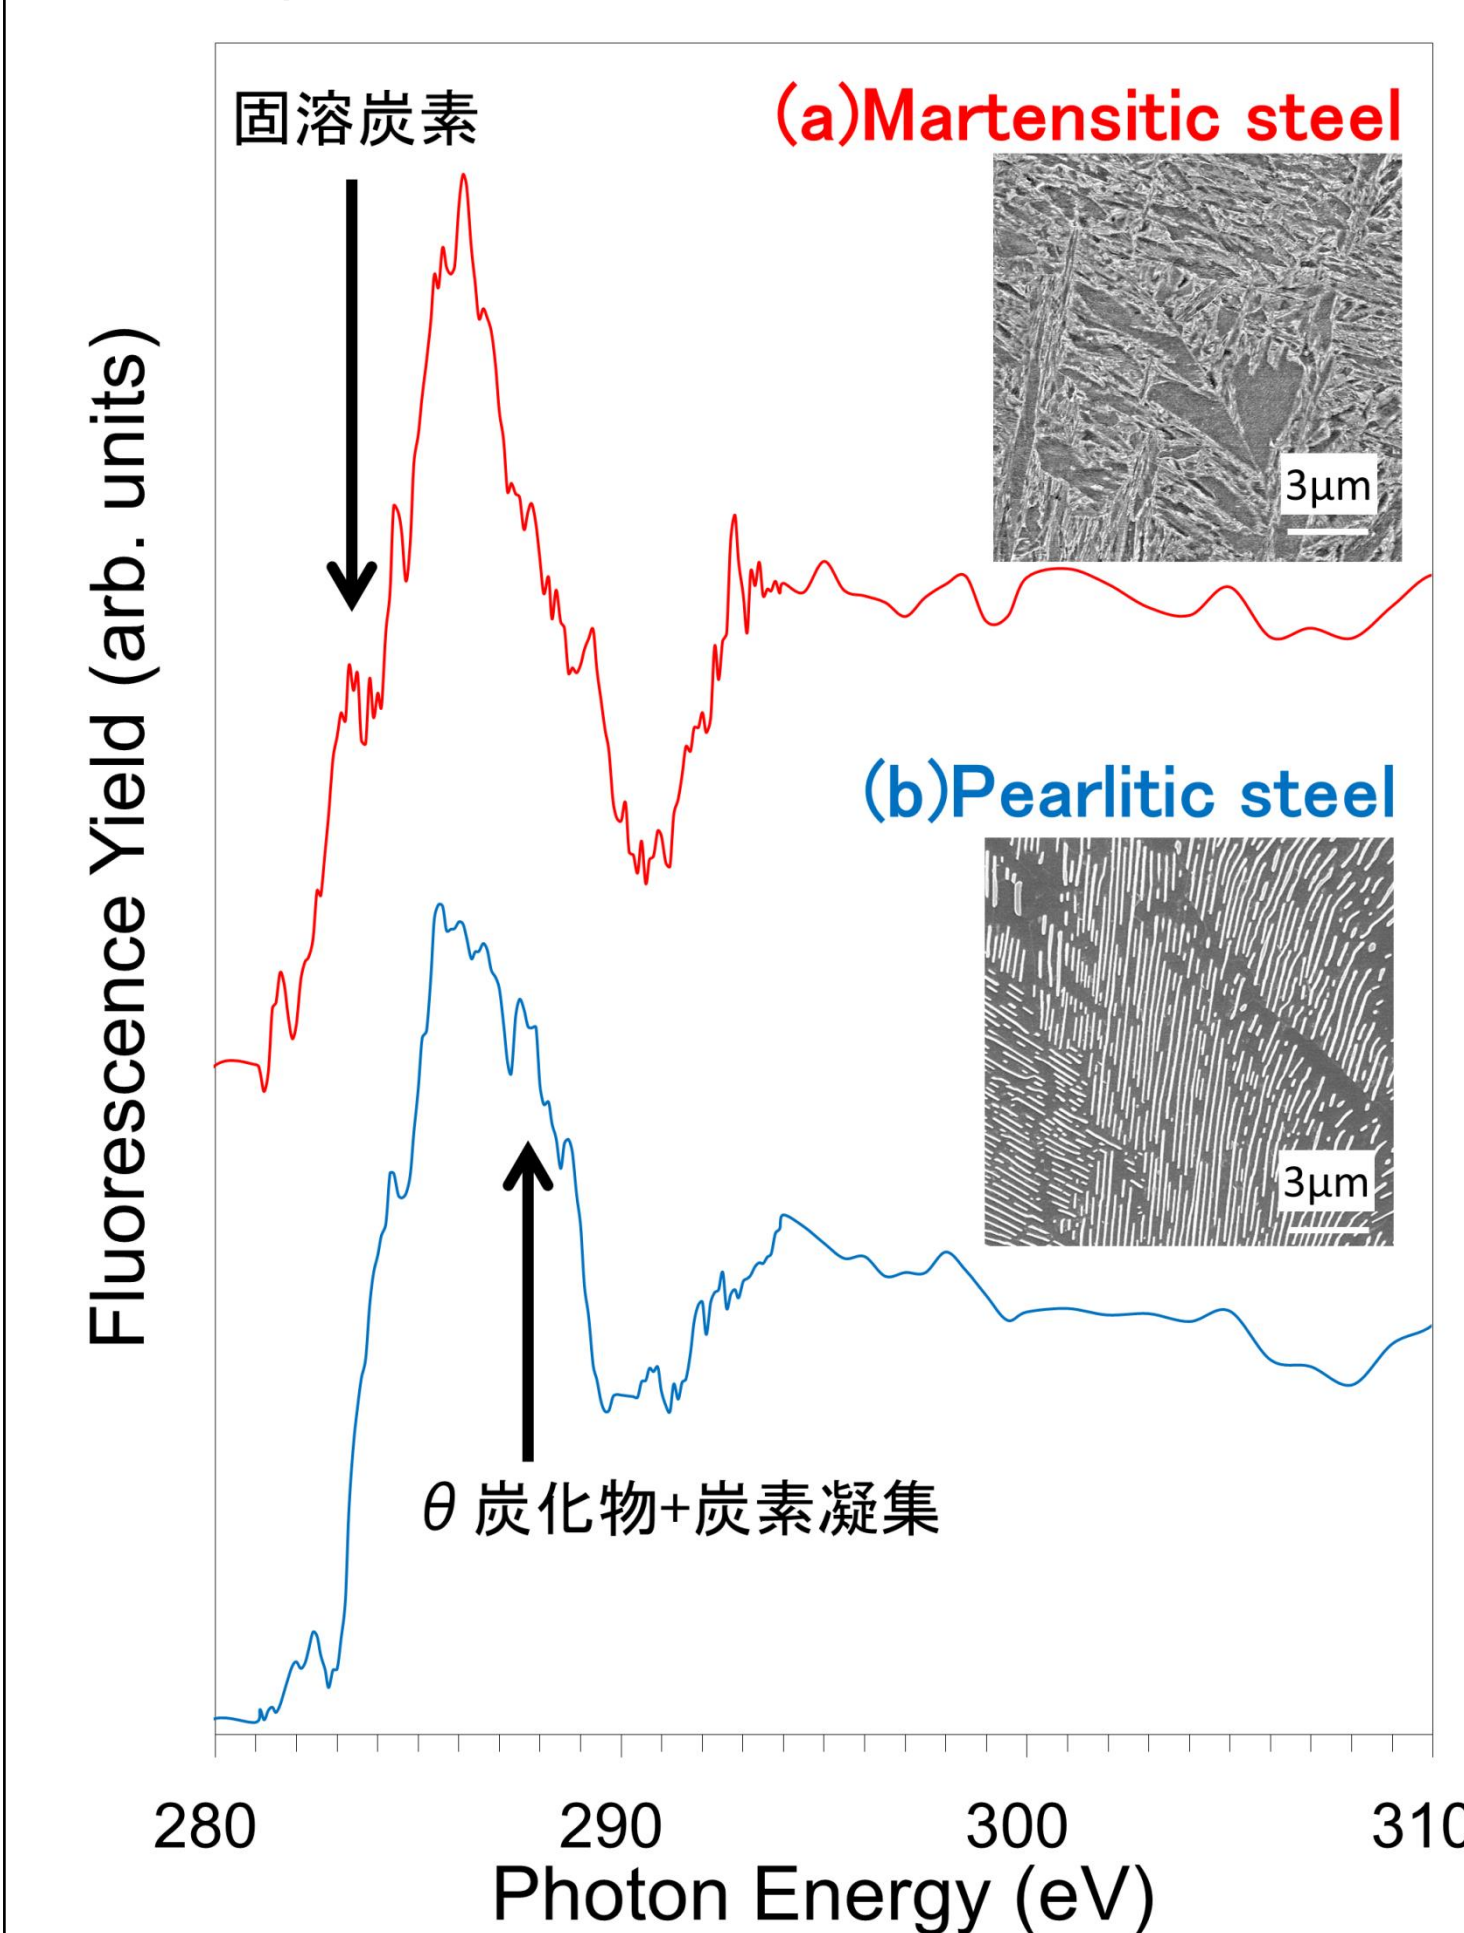 固溶炭素
(a)Martensitic steel
3μm
Fluorescence Yield (arb. units)
(b)Pearlitic steel
3μm
θ炭化物+炭素凝集
280 290 300 310
Photon Energy (eV)